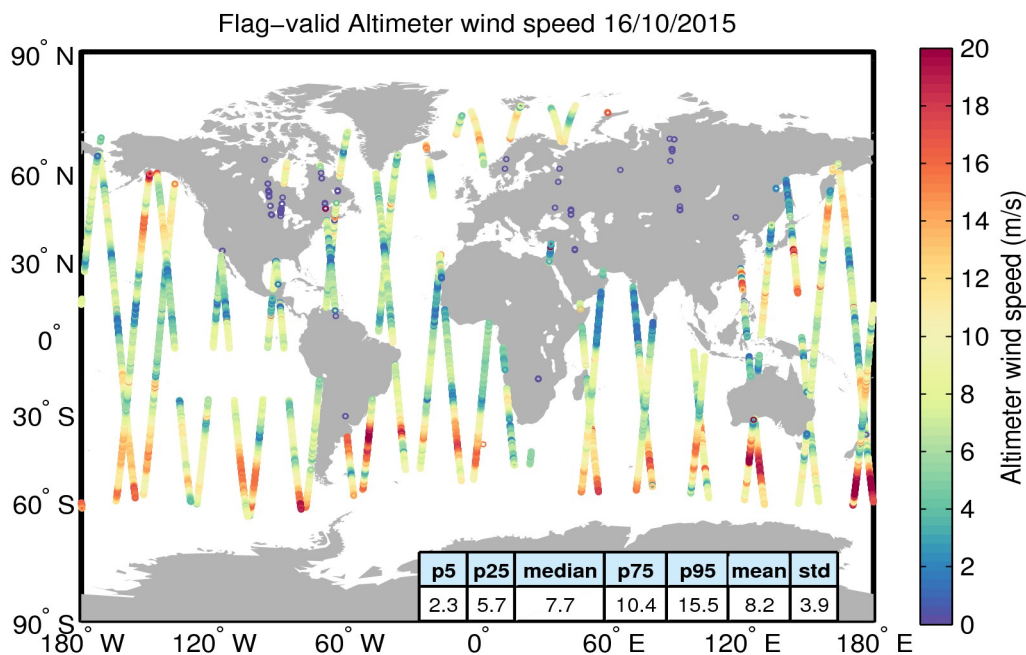 Flag−valid Altimeter wind speed 16/10/2015
90° N
60° N
30° N
0°
30° S
60° S
90° S
180° W
120° W
60° W
0°
60° E
120° E
180° E
p5 p25 median p75 p95 mean std
2.3 5.7 7.7 10.4 15.5 8.2 3.9
20
18
16
14
12
10
8
6
4
2
0
Altimeter wind speed (m/s)